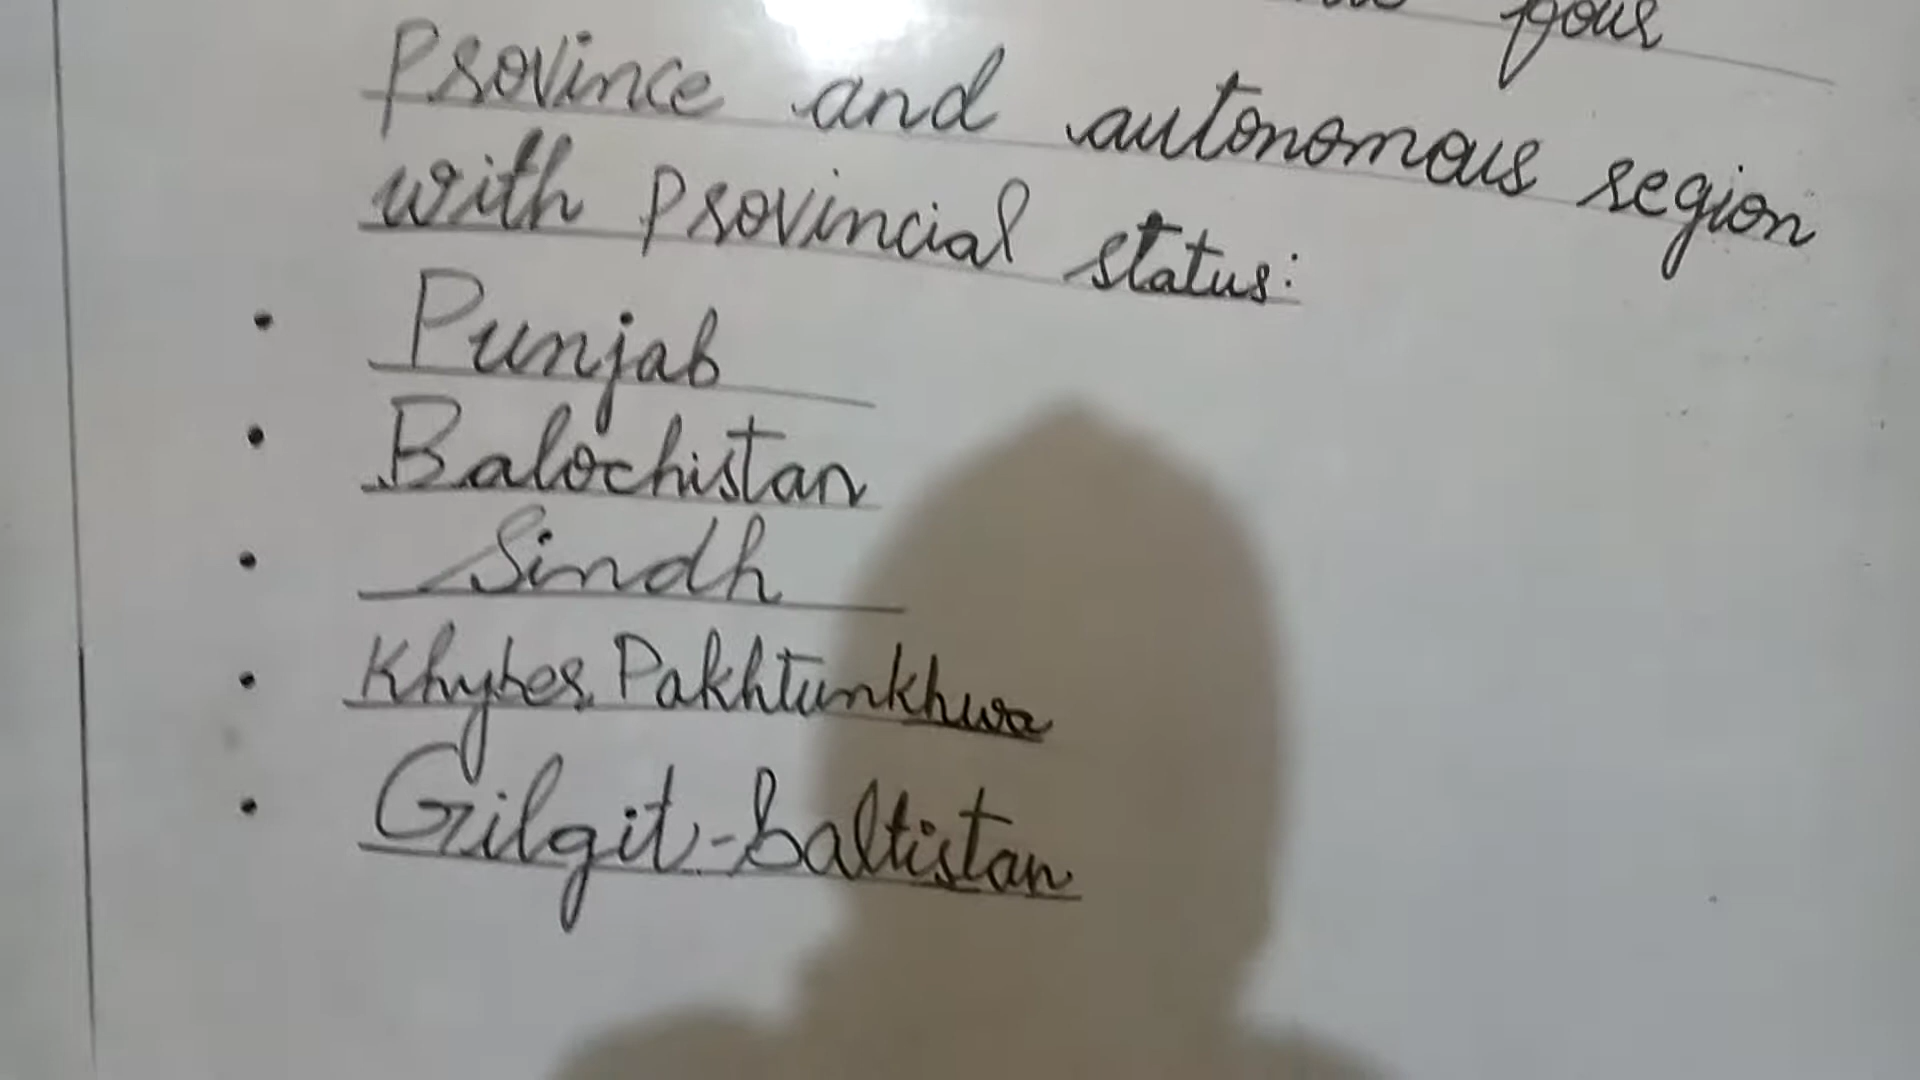 four
province and autonomous region
with provincial status:
• Punjab
• Balochistan
• Sindh
• Khyber Pakhtunkhwa
• Gilgit-baltistan